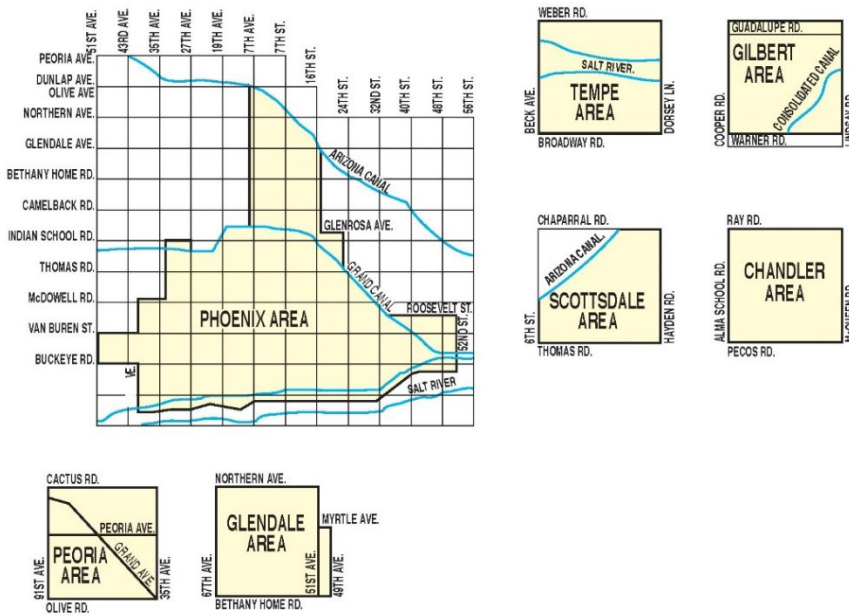 51ST AVE.
43RD AVE.
35TH AVE.
27TH AVE.
19TH AVE.
7TH AVE.
7TH ST.
16TH ST.
24TH ST.
32ND ST.
40TH ST.
48TH ST.
56TH ST.
PEORIA AVE.
DUNLAP AVE.
OLIVE AVE
NORTHERN AVE.
GLENDALE AVE.
BETHANY HOME RD.
CAMELBACK RD.
INDIAN SCHOOL RD.
THOMAS RD.
McDOWELL RD.
VAN BUREN ST.
BUCKEYE RD.
ARIZONA CANAL
GLENROSA AVE.
GRAND CANAL
ROOSEVELT ST.
52ND ST.
PHOENIX AREA
VE.
SALT RIVER
WEBER RD.
BECK AVE.
SALT RIVER.
TEMPE
AREA
DORSEY LN.
BROADWAY RD.
GUADALUPE RD.
COOPER RD.
GILBERT
AREA
CONSOLIDATED CANAL
LINDSAY RD.
WARNER RD.
CHAPARRAL RD.
6TH ST.
ARIZONA CANAL.
SCOTTSDALE
AREA
HAYDEN RD.
THOMAS RD.
RAY RD.
ALMA SCHOOL RD.
CHANDLER
AREA
McQUEEN RD.
PECOS RD.
CACTUS RD.
91ST AVE.
PEORIA AVE.
PEORIA
AREA
GRAND AVE.
35TH AVE.
OLIVE RD.
NORTHERN AVE.
67TH AVE.
GLENDALE
AREA
MYRTLE AVE.
51ST AVE.
49TH AVE.
BETHANY HOME RD.